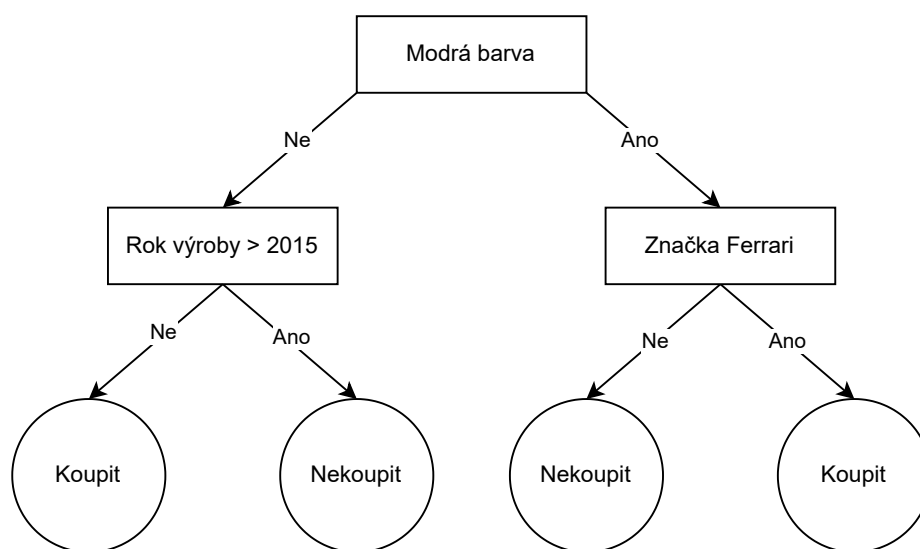 Modrá barva
Ne
Ano
Rok výroby > 2015
Značka Ferrari
Ne
Ano
Ne
Ano
Koupit
Nekoupit
Nekoupit
Koupit